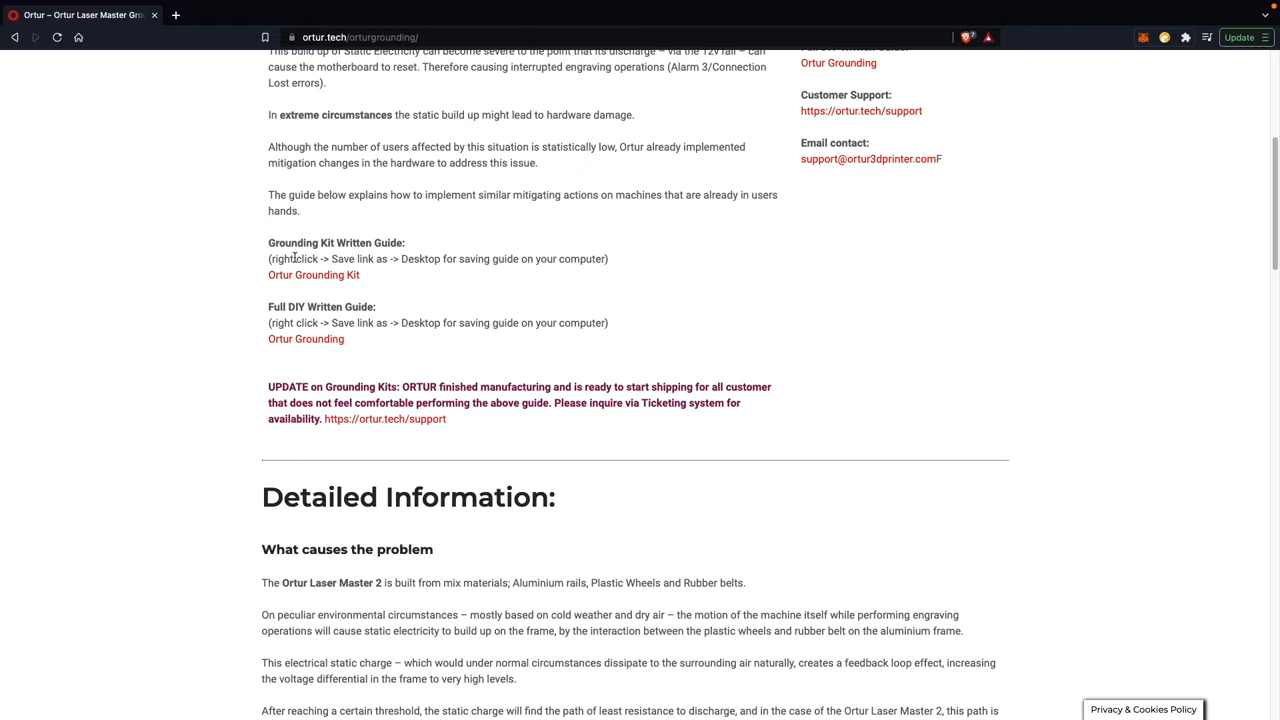 Ortur – Ortur Laser Master Gro
ortur.tech/orturgrounding/
7
Update
This build up of Static Electricity can become severe to the point that its discharge – via the 12V rail – can
cause the motherboard to reset. Therefore causing interrupted engraving operations (Alarm 3/Connection
Lost errors).
In extreme circumstances the static build up might lead to hardware damage.
Although the number of users affected by this situation is statistically low, Ortur already implemented
mitigation changes in the hardware to address this issue.
The guide below explains how to implement similar mitigating actions on machines that are already in users
hands.
Grounding Kit Written Guide:
(right click -> Save link as -> Desktop for saving guide on your computer)
Ortur Grounding Kit
Full DIY Written Guide:
(right click -> Save link as -> Desktop for saving guide on your computer)
Ortur Grounding
UPDATE on Grounding Kits: ORTUR finished manufacturing and is ready to start shipping for all customer
that does not feel comfortable performing the above guide. Please inquire via Ticketing system for
availability. https://ortur.tech/support
Full DIY Written Guide:
Ortur Grounding
Customer Support:
https://ortur.tech/support
Email contact:
support@ortur3dprinter.comF
Detailed Information:
What causes the problem
The Ortur Laser Master 2 is built from mix materials; Aluminium rails, Plastic Wheels and Rubber belts.
On peculiar environmental circumstances – mostly based on cold weather and dry air – the motion of the machine itself while performing engraving
operations will cause static electricity to build up on the frame, by the interaction between the plastic wheels and rubber belt on the aluminium frame.
This electrical static charge – which would under normal circumstances dissipate to the surrounding air naturally, creates a feedback loop effect, increasing
the voltage differential in the frame to very high levels.
After reaching a certain threshold, the static charge will find the path of least resistance to discharge, and in the case of the Ortur Laser Master 2, this path is
Privacy & Cookies Policy